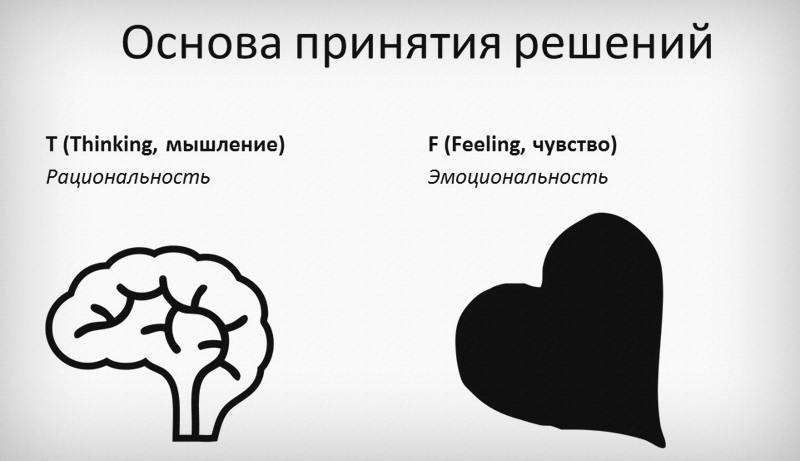 Основа принятия решений
T (Thinking, мышление)
Рациональность
F (Feeling, чувство)
Эмоциональность